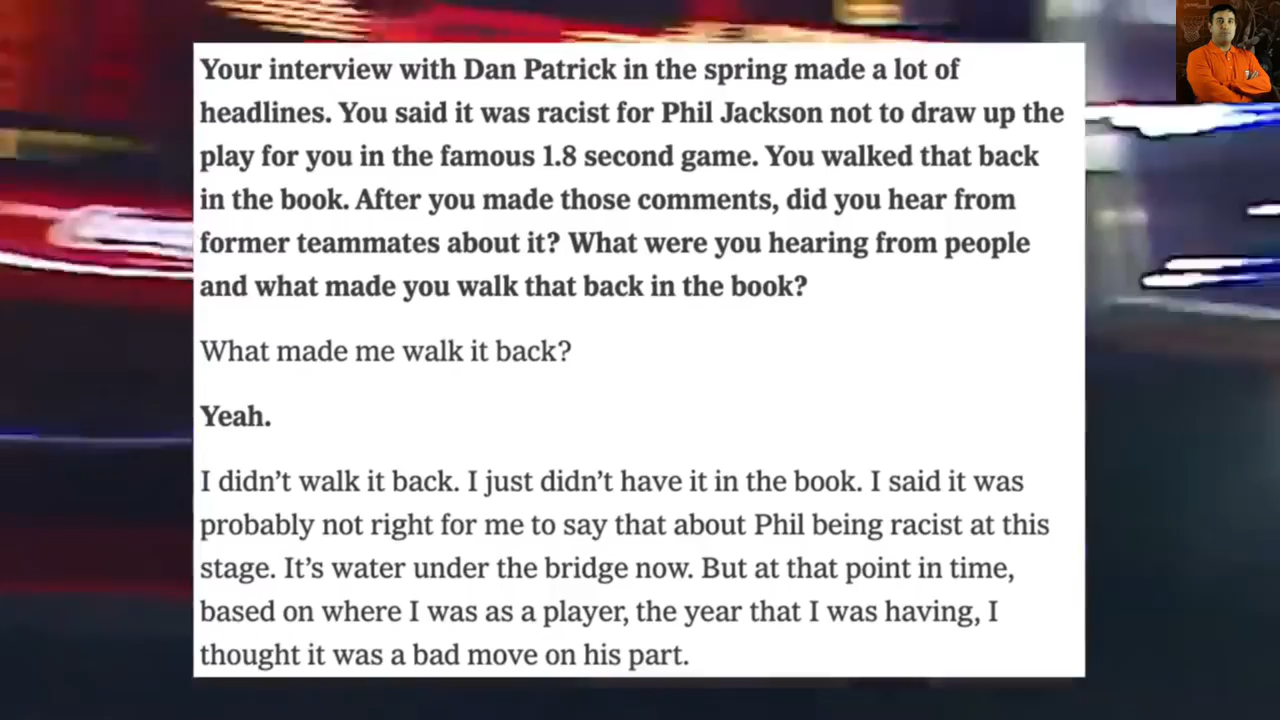 Your interview with Dan Patrick in the spring made a lot of
headlines. You said it was racist for Phil Jackson not to draw up the
play for you in the famous 1.8 second game. You walked that back
in the book. After you made those comments, did you hear from
former teammates about it? What were you hearing from people
and what made you walk that back in the book?
What made me walk it back?
Yeah.
I didn’t walk it back. I just didn’t have it in the book. I said it was
probably not right for me to say that about Phil being racist at this
stage. It’s water under the bridge now. But at that point in time,
based on where I was as a player, the year that I was having, I
thought it was a bad move on his part.